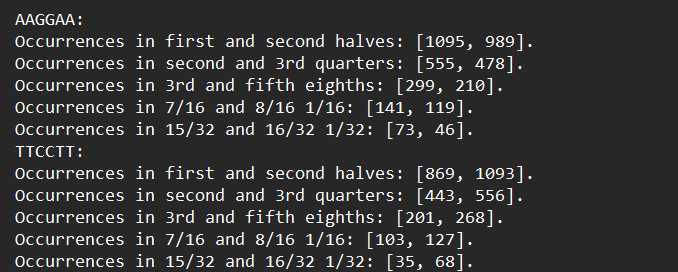 AAGGAA:
Occurrences in first and second halves: [1095, 989].
Occurrences in second and 3rd quarters: [555, 478].
Occurrences in 3rd and fifth eighths: [299, 210].
Occurrences in 7/16 and 8/16 1/16: [141, 119].
Occurrences in 15/32 and 16/32 1/32: [73, 46].
TTCCTT:
Occurrences in first and second halves: [869, 1093].
Occurrences in second and 3rd quarters: [443, 556].
Occurrences in 3rd and fifth eighths: [201, 268].
Occurrences in 7/16 and 8/16 1/16: [103, 127].
Occurrences in 15/32 and 16/32 1/32: [35, 68].